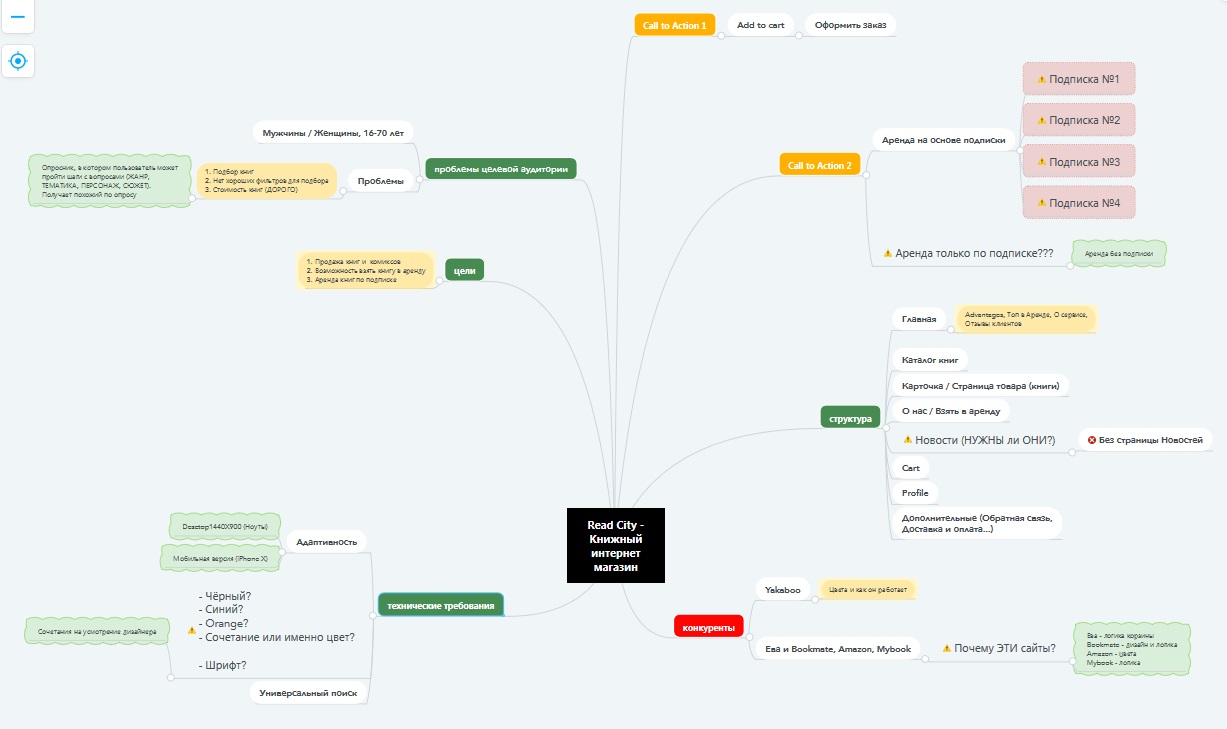 Call to Action 1
Add to cart
Оформить заказ
Подписка №1
Подписка №2
Подписка №3
Подписка №4
Аренда на основе подписки
Call to Action 2
Аренда только по подписке???
Аренда без подписки
Мужчины / Женщины, 16-70 лет
проблемы целевой аудитории
Проблемы
1. Подбор книг
2. Нет хороших фильтров для подбора
3. Стоимость книг (ДОРОГО)
Опросник, в котором пользователь может
пройти шаги с вопросами (ЖАНР,
ТЕМАТИКА, ПЕРСОНАЖ, СЮЖЕТ).
Получает похожий по опросу
цели
1. Продажа книг и комиксов
2. Возможность взять книгу в аренду
3. Аренда книг по подписке
Главная
Advantages, Топ в Аренде, О сервисе,
Отзывы клиентов
Каталог книг
Карточка / Страница товара (книги)
О нас / Взять в аренду
структура
Новости (НУЖНЫ ли ОНИ?)
Без страницы Новостей
Cart
Profile
Дополнительные (Обратная связь,
Доставка и оплата...)
Read City -
Книжный
интернет
магазин
Адаптивность
Desctop1440X900 (Ноуты)
Мобильная версия (iPhone X)
технические требования
- Чёрный?
- Синий?
- Orange?
- Сочетание или именно цвет?
- Шрифт?
Сочетания на усмотрение дизайнера
Универсальный поиск
конкуренты
Yakaboo
Цвета и как он работает
Ева и Bookmate, Amazon, Mybook
Почему ЭТИ сайты?
Ева - логика корзины
Bookmate - дизайн и логика
Amazon - цвета
Mybook - логика